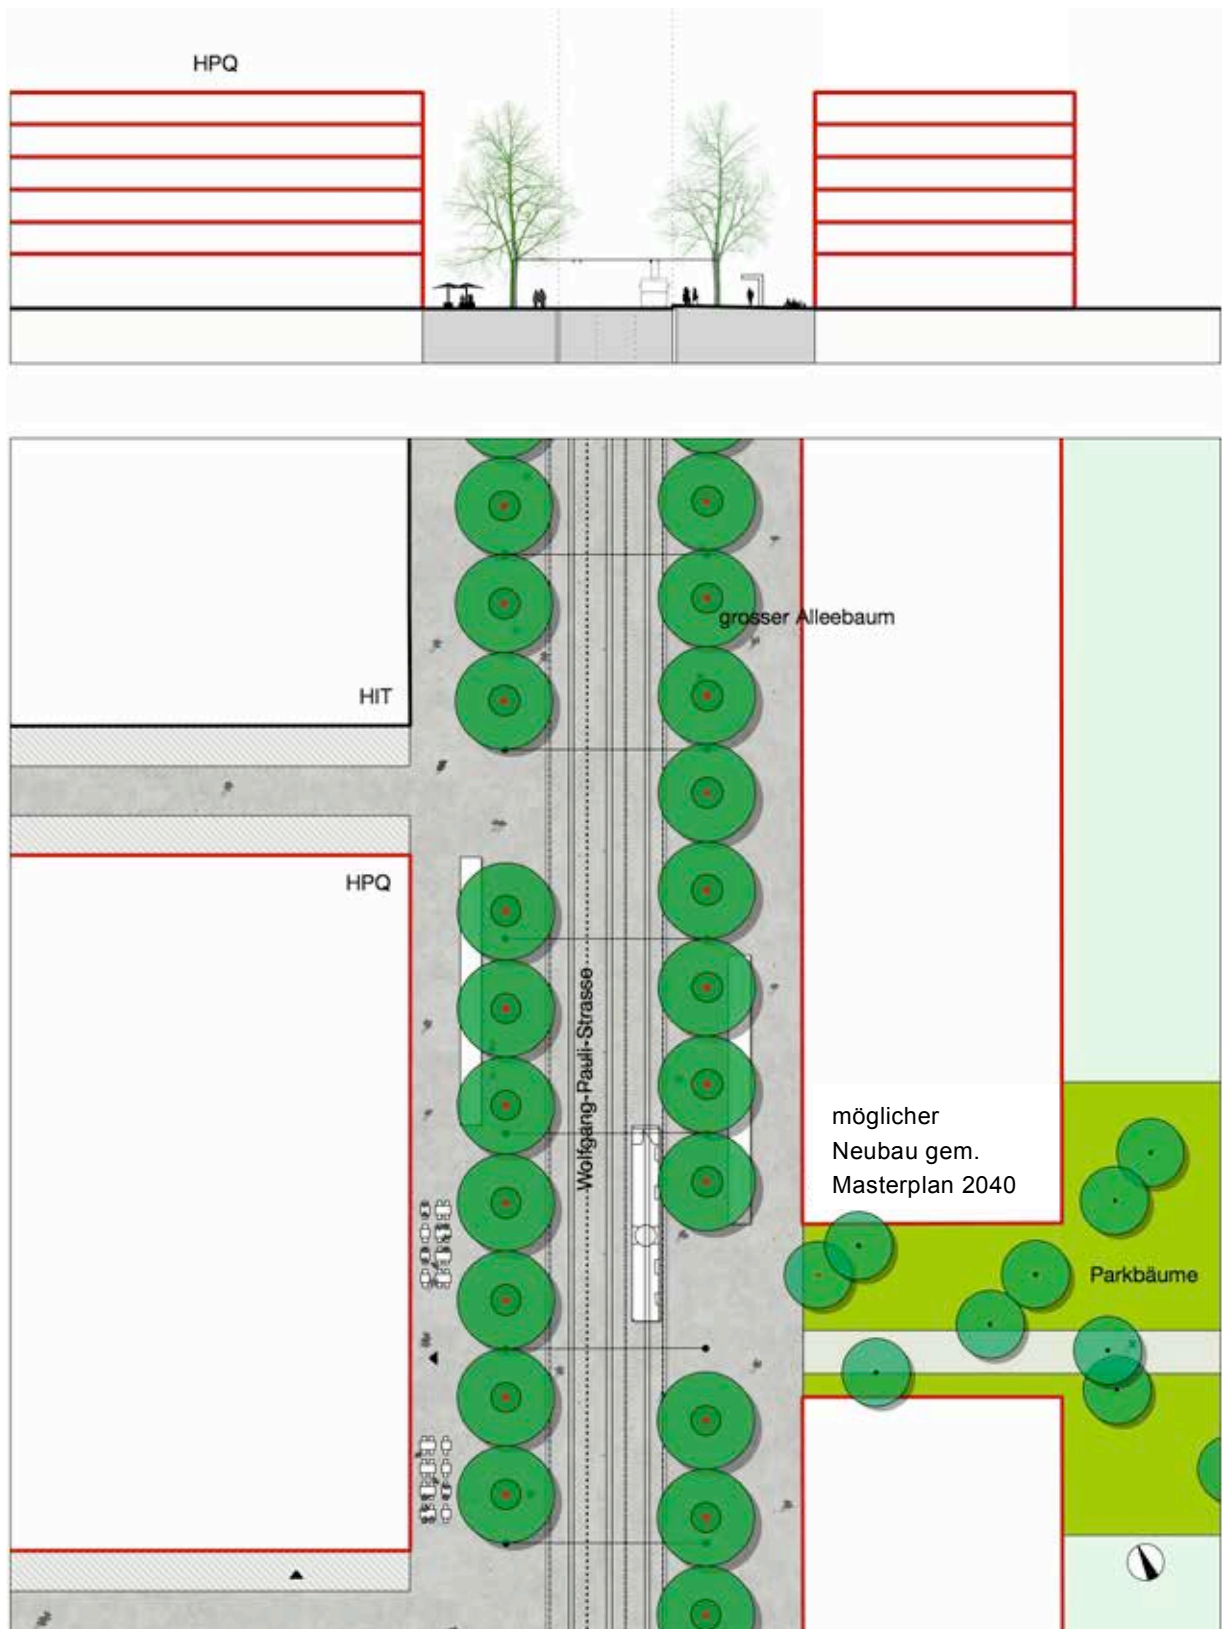 HPQ
grosser Alleebaum
HIT
HPQ
Wolfgang-Pauli-Strasse
möglicher
Neubau gem.
Masterplan 2040
Parkbäume